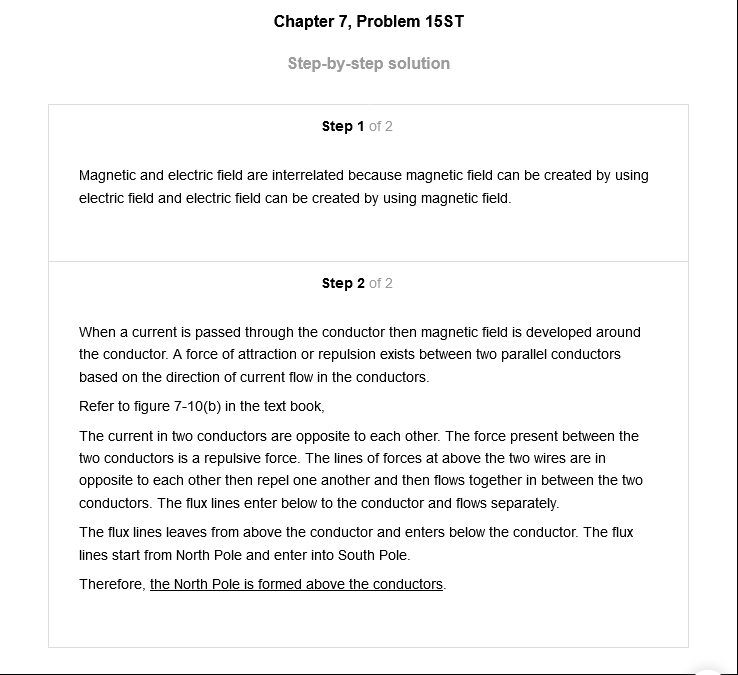 Chapter 7, Problem 15ST
Step-by-step solution
Step 1 of 2
Magnetic and electric field are interrelated because magnetic field can be created by using
electric field and electric field can be created by using magnetic field.
Step 2 of 2
When a current is passed through the conductor then magnetic field is developed around
the conductor. A force of attraction or repulsion exists between two parallel conductors
based on the direction of current flow in the conductors.
Refer to figure 7-10(b) in the text book,
The current in two conductors are opposite to each other. The force present between the
two conductors is a repulsive force. The lines of forces at above the two wires are in
opposite to each other then repel one another and then flows together in between the two
conductors. The flux lines enter below to the conductor and flows separately.
The flux lines leaves from above the conductor and enters below the conductor. The flux
lines start from North Pole and enter into South Pole.
Therefore, the North Pole is formed above the conductors.